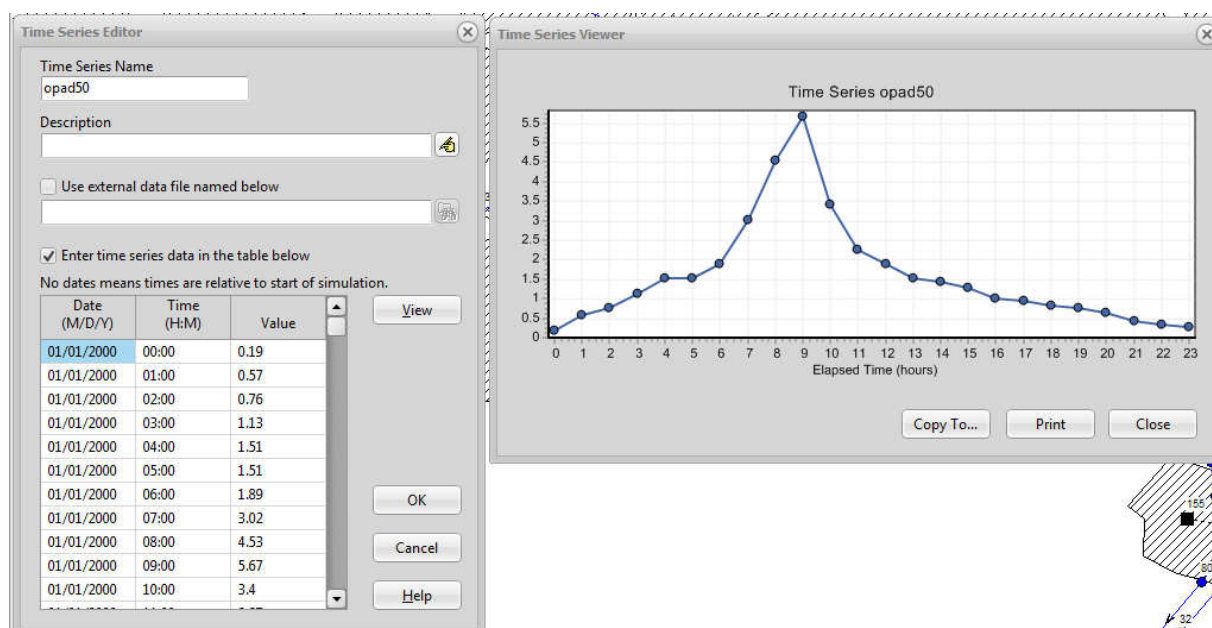 Time Series Editor
Time Series Name
opad50
Description
Use external data file named below
Enter time series data in the table below
No dates means times are relative to start of simulation.
Date (M/D/Y) Time (H:M) Value
01/01/2000 00:00 0.19
01/01/2000 01:00 0.57
01/01/2000 02:00 0.76
01/01/2000 03:00 1.13
01/01/2000 04:00 1.51
01/01/2000 05:00 1.51
01/01/2000 06:00 1.89
01/01/2000 07:00 3.02
01/01/2000 08:00 4.53
01/01/2000 09:00 5.67
01/01/2000 10:00 3.4
View
OK
Cancel
Help
Time Series Viewer
Time Series opad50
5.5
5
4.5
4
3.5
3
2.5
2
1.5
1
0.5
0
0 1 2 3 4 5 6 7 8 9 10 11 12 13 14 15 16 17 18 19 20 21 22 23
Elapsed Time (hours)
Copy To... Print Close
155
80
32